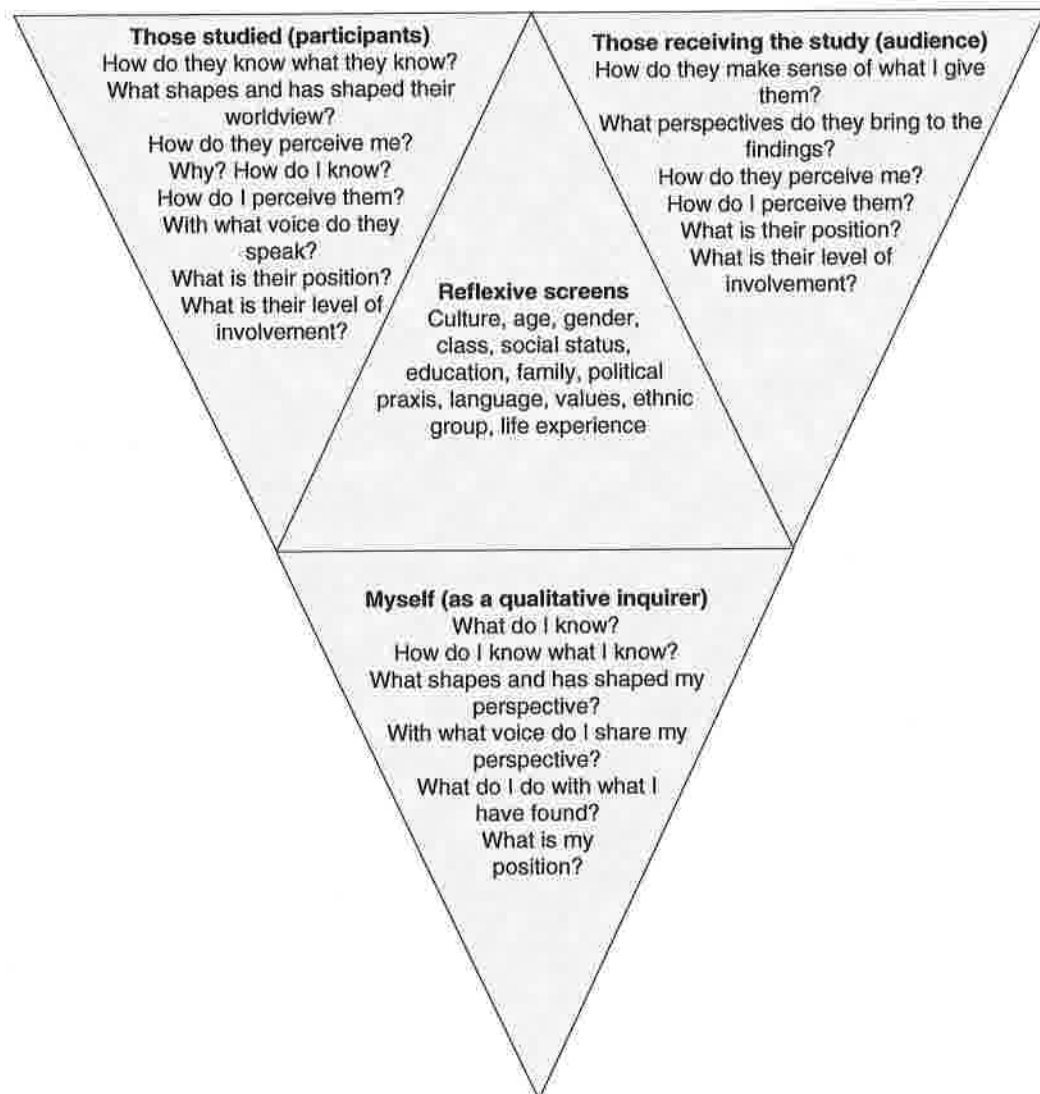 Those studied (participants)
How do they know what they know?
What shapes and has shaped their
worldview?
How do they perceive me?
Why? How do I know?
How do I perceive them?
With what voice do they
speak?
What is their position?
What is their level of
involvement?
Those receiving the study (audience)
How do they make sense of what I give
them?
What perspectives do they bring to the
findings?
How do they perceive me?
How do I perceive them?
What is their position?
What is their level of
involvement?
Reflexive screens
Culture, age, gender,
class, social status,
education, family, political
praxis, language, values, ethnic
group, life experience
Myself (as a qualitative inquirer)
What do I know?
How do I know what I know?
What shapes and has shaped my
perspective?
With what voice do I share my
perspective?
What do I do with what I
have found?
What is my
position?